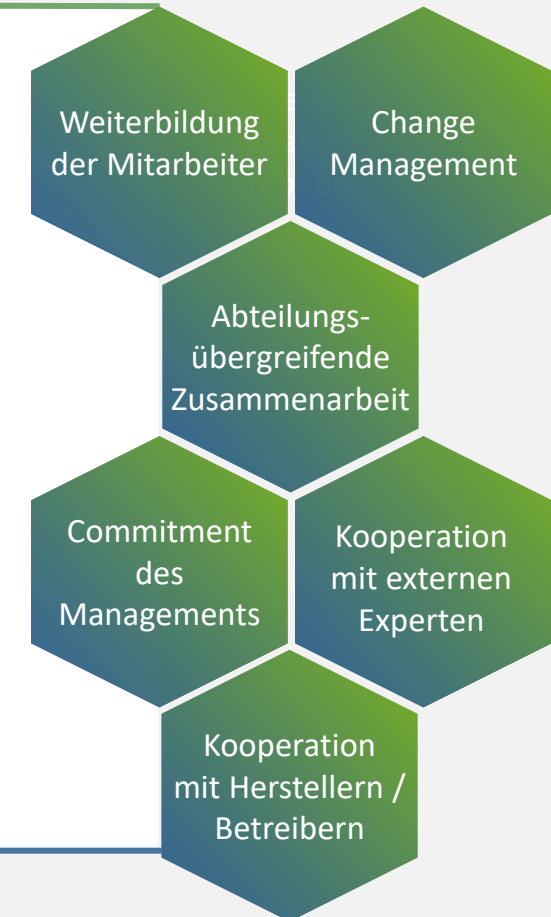 Weiterbildung
der Mitarbeiter
Change
Management
Abteilungs-
übergreifende
Zusammenarbeit
Commitment
des
Managements
Kooperation
mit externen
Experten
Kooperation
mit Herstellern /
Betreibern